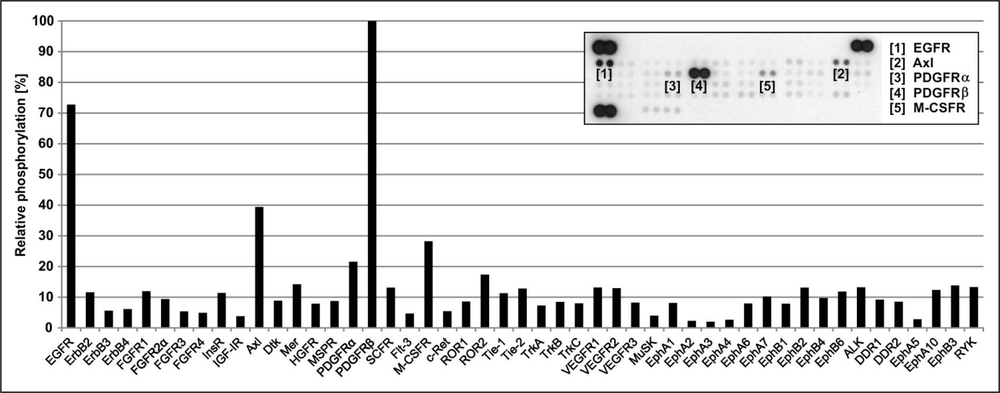 Relative phosphorylation [%]
100
90
80
70
60
50
40
30
20
10
0
[1] [3] [4] [5] [2]
[1] EGFR
[2] Axl
[3] PDGFRα
[4] PDGFRβ
[5] M-CSFR
EGFR
ErbB2
ErbB3
ErbB4
FGFR1
FGFR2α
FGFR3
FGFR4
InsR
IGF-IR
Axl
Dtk
Mer
HGFR
MSPR
PDGFRα
PDGFRβ
SCFR
Flt-3
M-CSFR
c-Ret
ROR1
ROR2
Tie-1
Tie-2
TrkA
TrkB
TrkC
VEGFR1
VEGFR2
VEGFR3
MuSK
EphA1
EphA2
EphA3
EphA4
EphA6
EphA7
EphB1
EphB2
EphB4
EphB6
ALK
DDR1
DDR2
EphA5
EphA10
EphB3
RYK